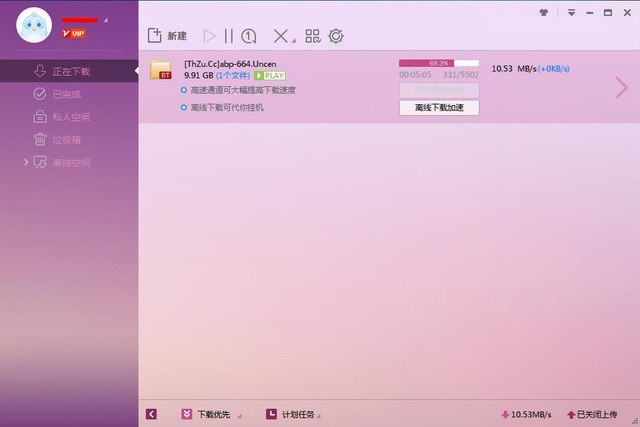 VIP
新建
正在下载
已完成
私人空间
垃圾箱
离线空间
BT
[ThZu.Cc]abp-664.Uncen
9.91 GB (1个文件) PLAY
高速通道可大幅提高下载速度
离线下载可代你挂机
68.3%
00:05:05 331/5502
离线下载加速
10.53 MB/s (+0KB/s)
下载优先
计划任务
10.53MB/s
已关闭上传